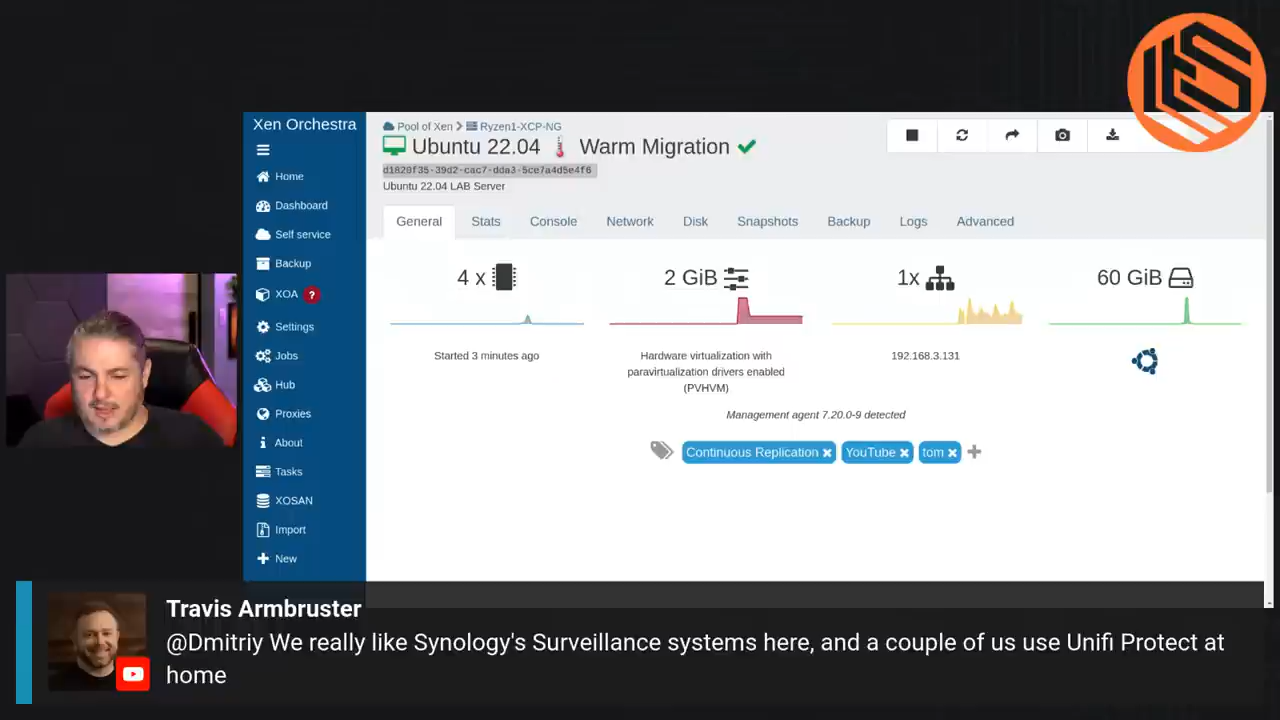 Xen Orchestra
Home
Dashboard
Self service
Backup
XOA ?
Settings
Jobs
Hub
Proxies
About
Tasks
XOSAN
Import
New
Pool of Xen > Ryzen1-XCP-NG
Ubuntu 22.04 🌡️ Warm Migration ✔
d1820f35-39d2-cac7-dda3-5ce7a4d5e4f6
Ubuntu 22.04 LAB Server
General Stats Console Network Disk Snapshots Backup Logs Advanced
4 x 2 GiB 1x 60 GiB
Started 3 minutes ago
Hardware virtualization with
paravirtualization drivers enabled
(PVHVM)
192.168.3.131
Management agent 7.20.0-9 detected
Continuous Replication × YouTube × tom × +
Travis Armbruster
@Dmitriy We really like Synology's Surveillance systems here, and a couple of us use Unifi Protect at
home